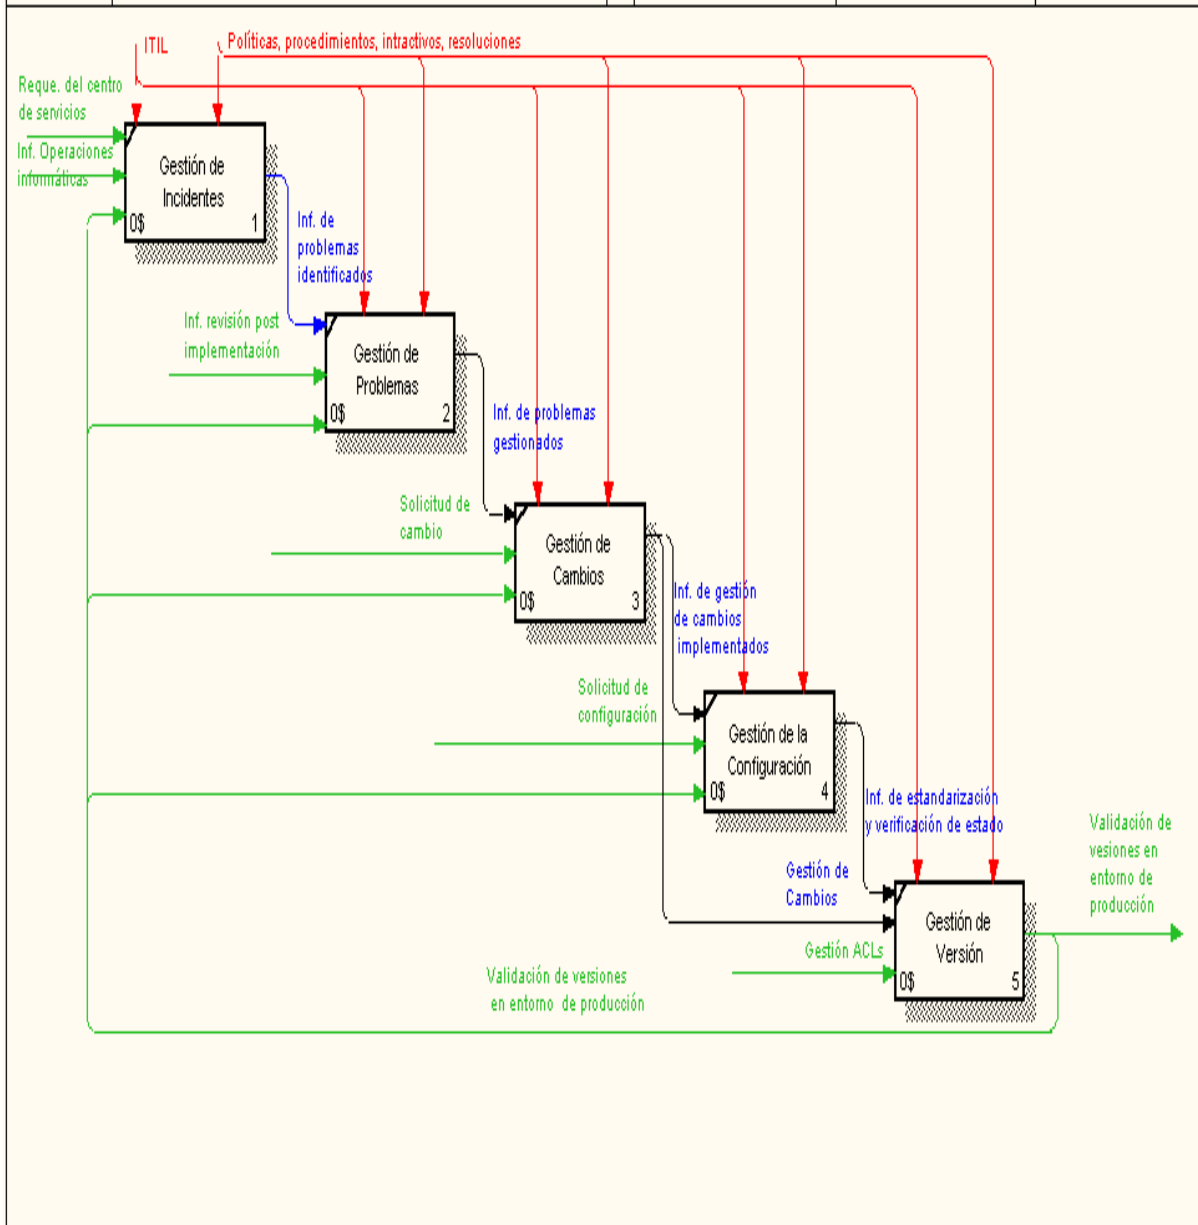 ITIL
Políticas, procedimientos, intractivos, resoluciones
Reque. del centro
de servicios
Inf. Operaciones
informáticas
Gestión de
Incidentes
0$ 1
Inf. de
problemas
identificados
Inf. revisión post
implementación
Gestión de
Problemas
0$ 2
Inf. de problemas
gestionados
Solicitud de
cambio
Gestión de
Cambios
0$ 3
Inf. de gestión
de cambios
implementados
Solicitud de
configuración
Gestión de la
Configuración
0$ 4
Inf. de estandarización
y verificación de estado
Gestión de
Cambios
Gestión ACLs
Gestión de
Versión
0$ 5
Validación de
vesiones en
entorno de
producción
Validación de versiones
en entorno de producción